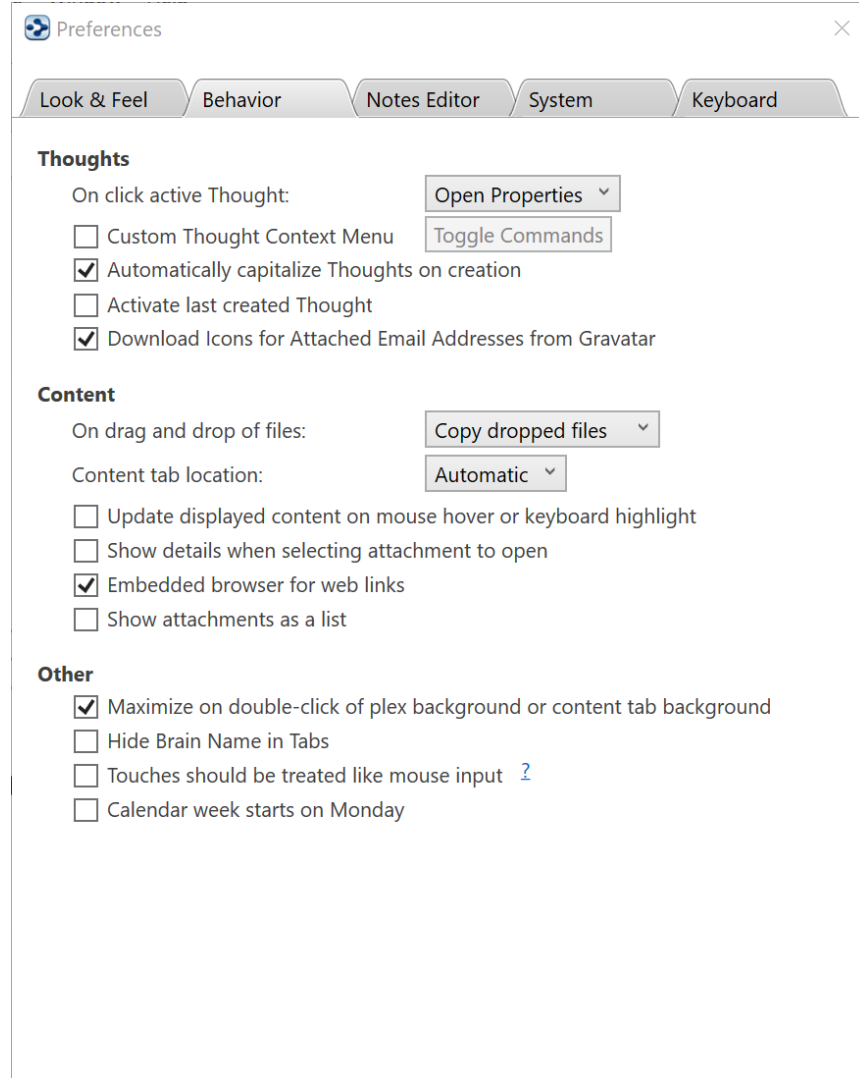 Preferences
Look & Feel Behavior Notes Editor System Keyboard
Thoughts
On click active Thought: Open Properties
Custom Thought Context Menu Toggle Commands
Automatically capitalize Thoughts on creation
Activate last created Thought
Download Icons for Attached Email Addresses from Gravatar
Content
On drag and drop of files: Copy dropped files
Content tab location: Automatic
Update displayed content on mouse hover or keyboard highlight
Show details when selecting attachment to open
Embedded browser for web links
Show attachments as a list
Other
Maximize on double-click of plex background or content tab background
Hide Brain Name in Tabs
Touches should be treated like mouse input ?
Calendar week starts on Monday